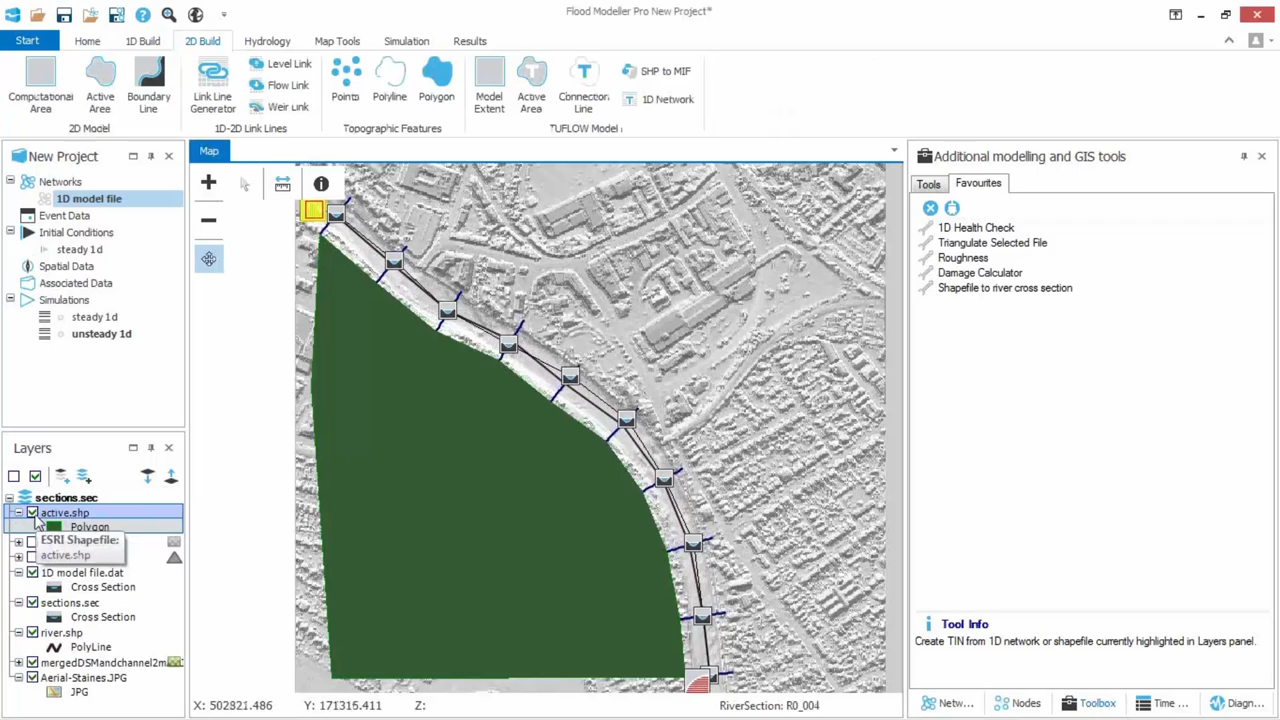 Flood Modeller Pro New Project*
Start
Home
1D Build
2D Build
Hydrology
Map Tools
Simulation
Results
Computational Area
Active Area
Boundary Line
Link Line Generator
Level Link
Flow Link
Weir Link
Points
Polyline
Polygon
Model Extent
Active Area
Connection Line
SHP to MIF
1D Network
2D Model
1D-2D Link Lines
Topographic Features
TUFLOW Model
New Project
Networks
1D model file
Event Data
Initial Conditions
steady 1d
Spatial Data
Associated Data
Simulations
steady 1d
unsteady 1d
Layers
sections.sec
active.shp
Polygon
ESRI Shapefile:
active.shp
1D model file.dat
Cross Section
sections.sec
Cross Section
river.shp
PolyLine
mergedDSMandchannel2m
Aerial-Staines.JPG
JPG
Map
X: 502821.486
Y: 171315.411
Z:
RiverSection: R0_004
Additional modelling and GIS tools
Tools
Favourites
1D Health Check
Triangulate Selected File
Roughness
Damage Calculator
Shapefile to river cross section
Tool Info
Create TIN from 1D network or shapefile currently highlighted in Layers panel.
Netw...
Nodes
Toolbox
Time ...
Diagn...